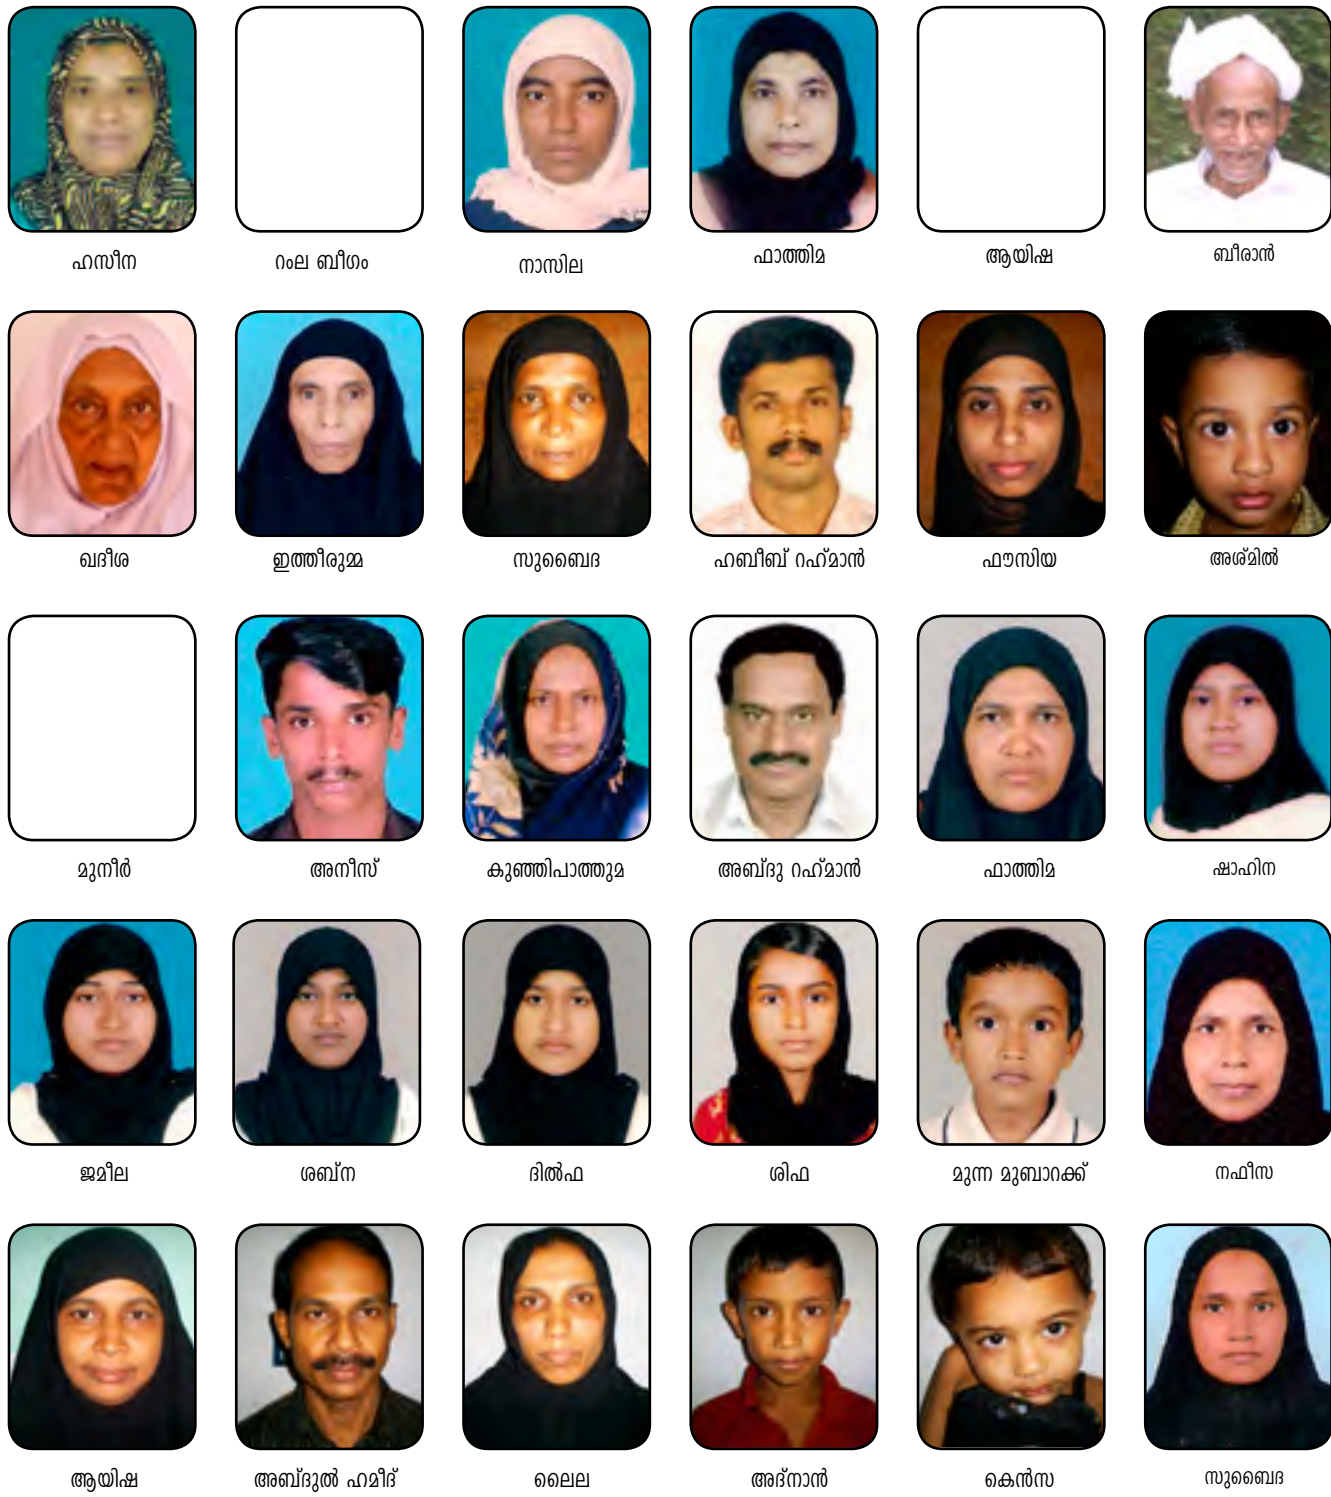 ഹസീന
റംല ബീഗം
നാസില
ഫാത്തിമ
ആയിഷ
ബീരാൻ
ഖദീശ
ഇത്തീരുമ്മ
സുബൈദ
ഹബീബ് റഹ്‌മാൻ
ഫൗസിയ
അശ്മിൽ
മുനീർ
അനീസ്
കുഞ്ഞിപാത്തുമ
അബ്ദു റഹ്‌മാൻ
ഫാത്തിമ
ഷാഹിന
ജമീല
ശബ്ന
ദിൽഫ
ശിഫ
മുന്ന മുബാറക്ക്
നഫീസ
ആയിഷ
അബ്ദുൽ ഹമീദ്
ലൈല
അദ്നാൻ
കെൻസ
സുബൈദ